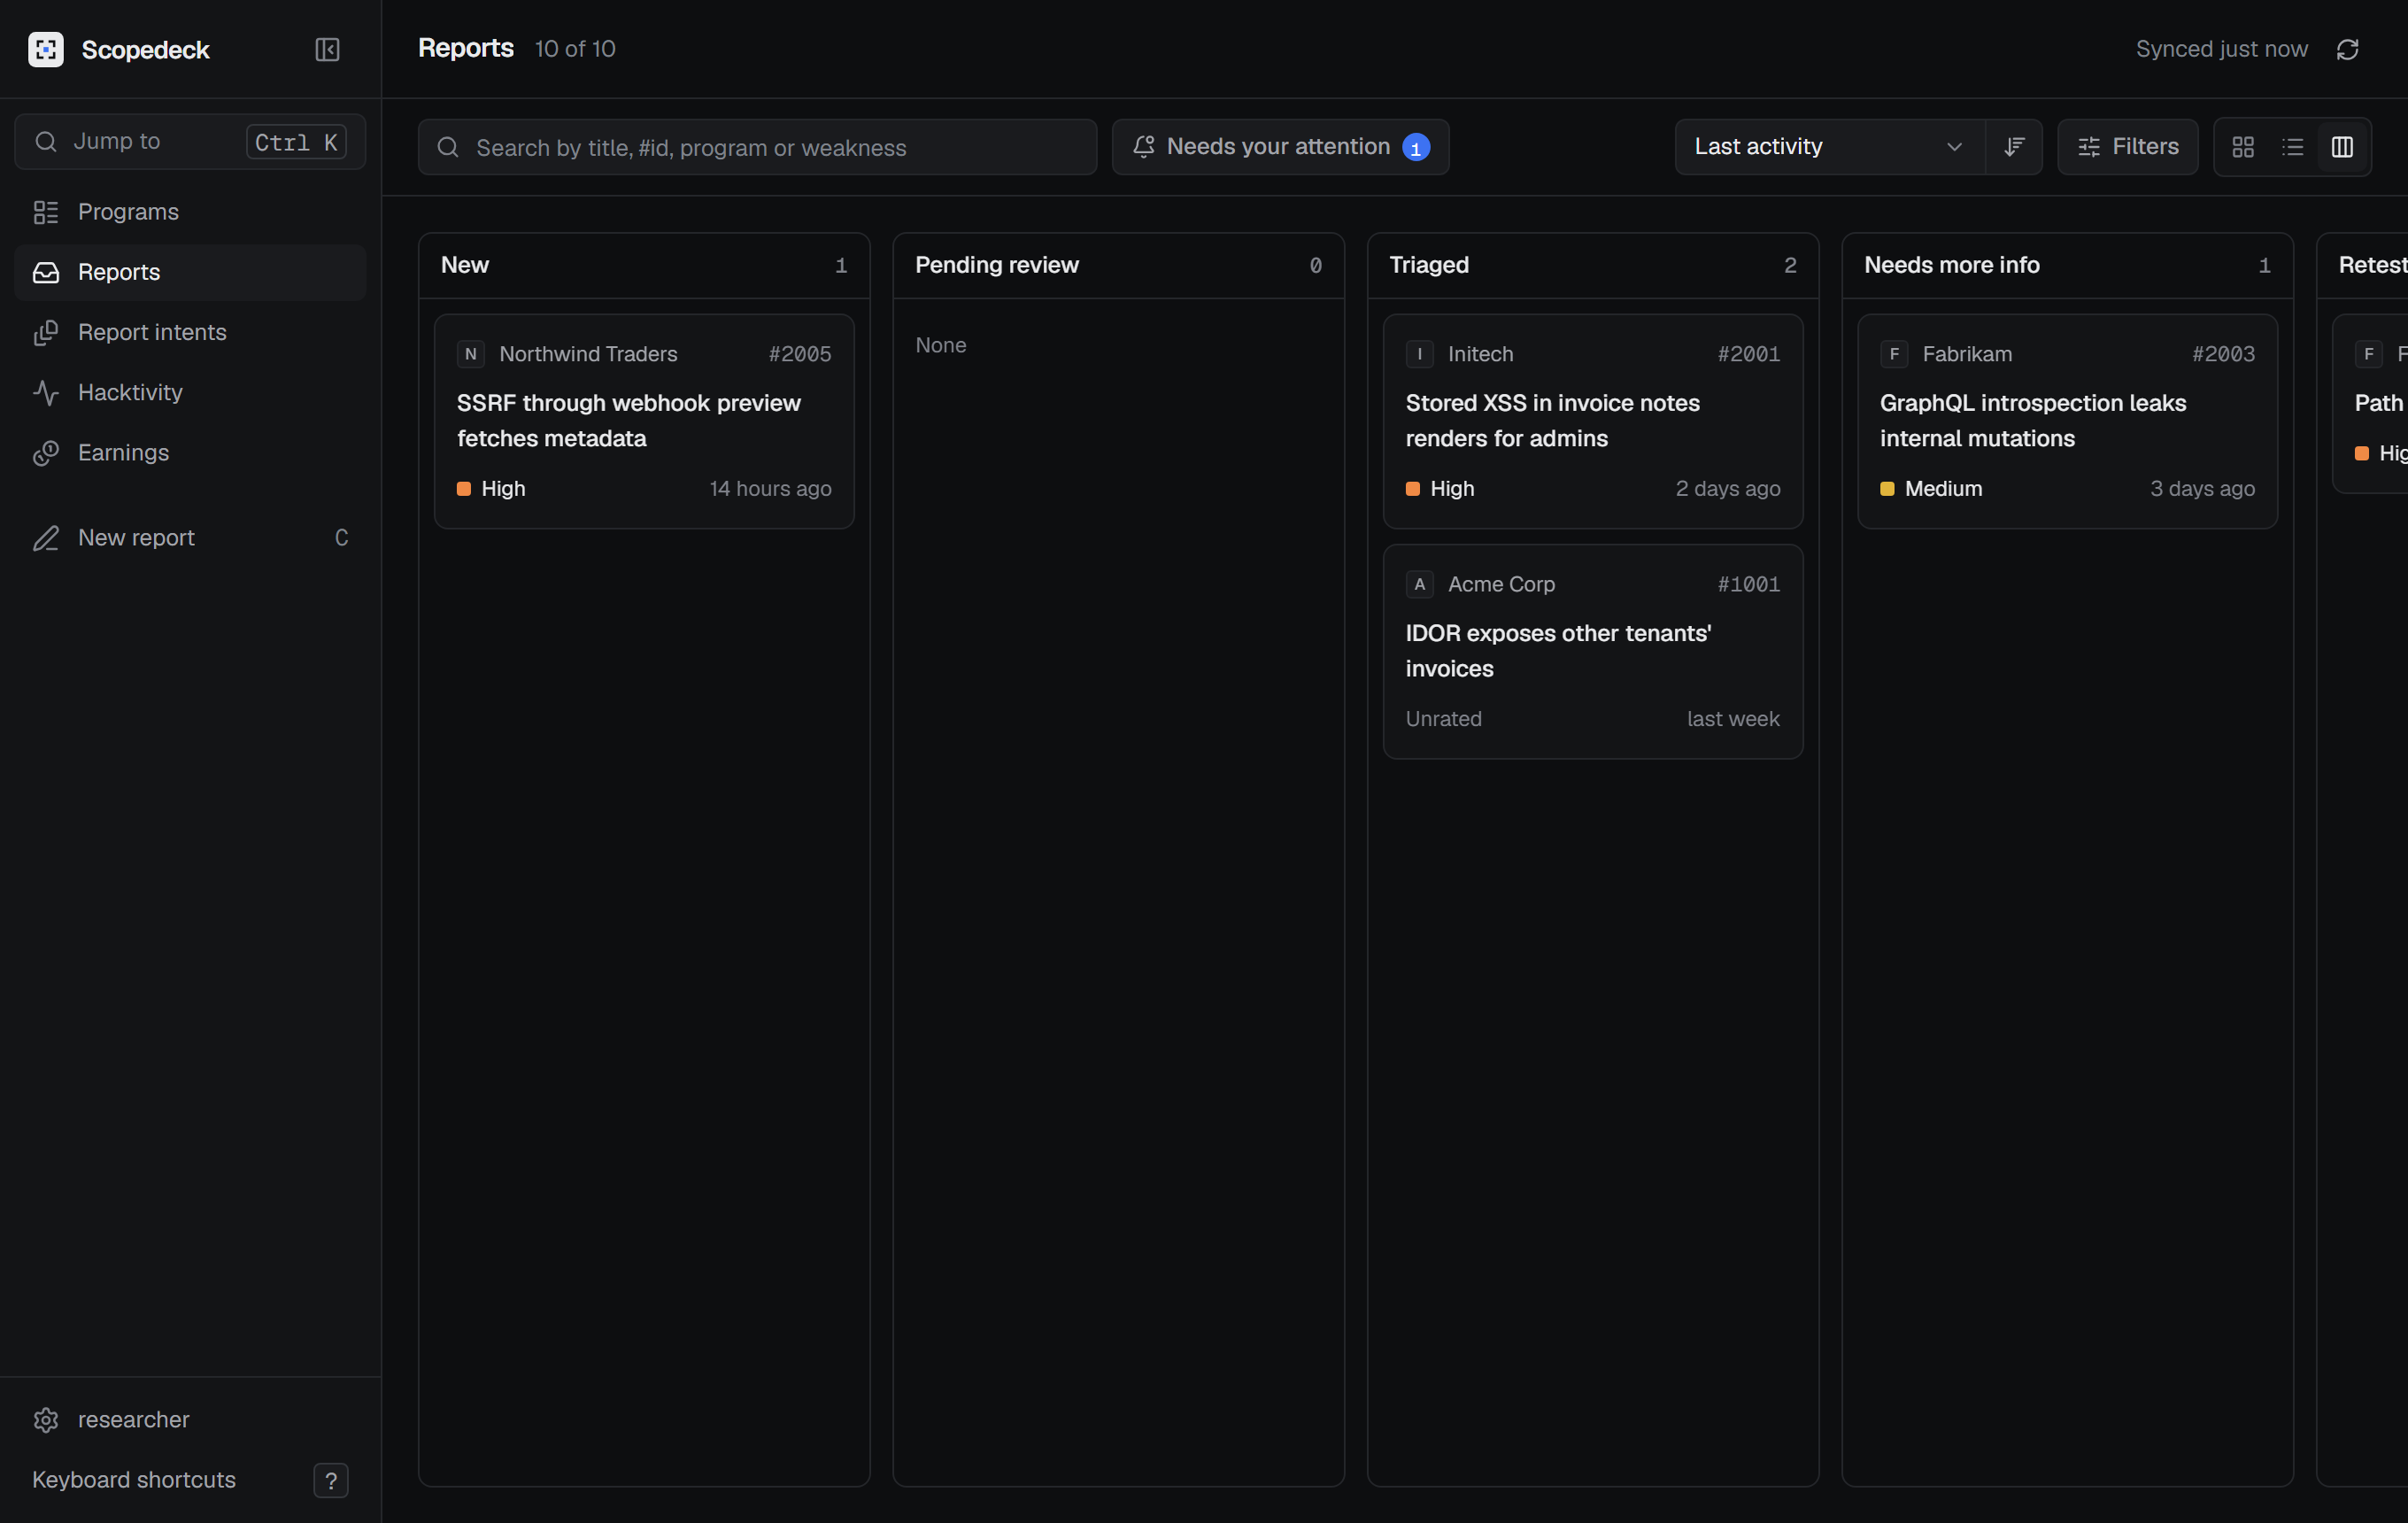 Scopedeck
Jump to
Ctrl K
Programs
Reports
Report intents
Hacktivity
Earnings
New report
C
researcher
Keyboard shortcuts
?
Reports
10 of 10
Synced just now
Search by title, #id, program or weakness
Needs your attention
1
Last activity
Filters
New
1
N
Northwind Traders
#2005
SSRF through webhook preview
fetches metadata
High
14 hours ago
Pending review
0
None
Triaged
2
I
Initech
#2001
Stored XSS in invoice notes
renders for admins
High
2 days ago
A
Acme Corp
#1001
IDOR exposes other tenants'
invoices
Unrated
last week
Needs more info
1
F
Fabrikam
#2003
GraphQL introspection leaks
internal mutations
Medium
3 days ago
Retest
F
F
Path
Hig